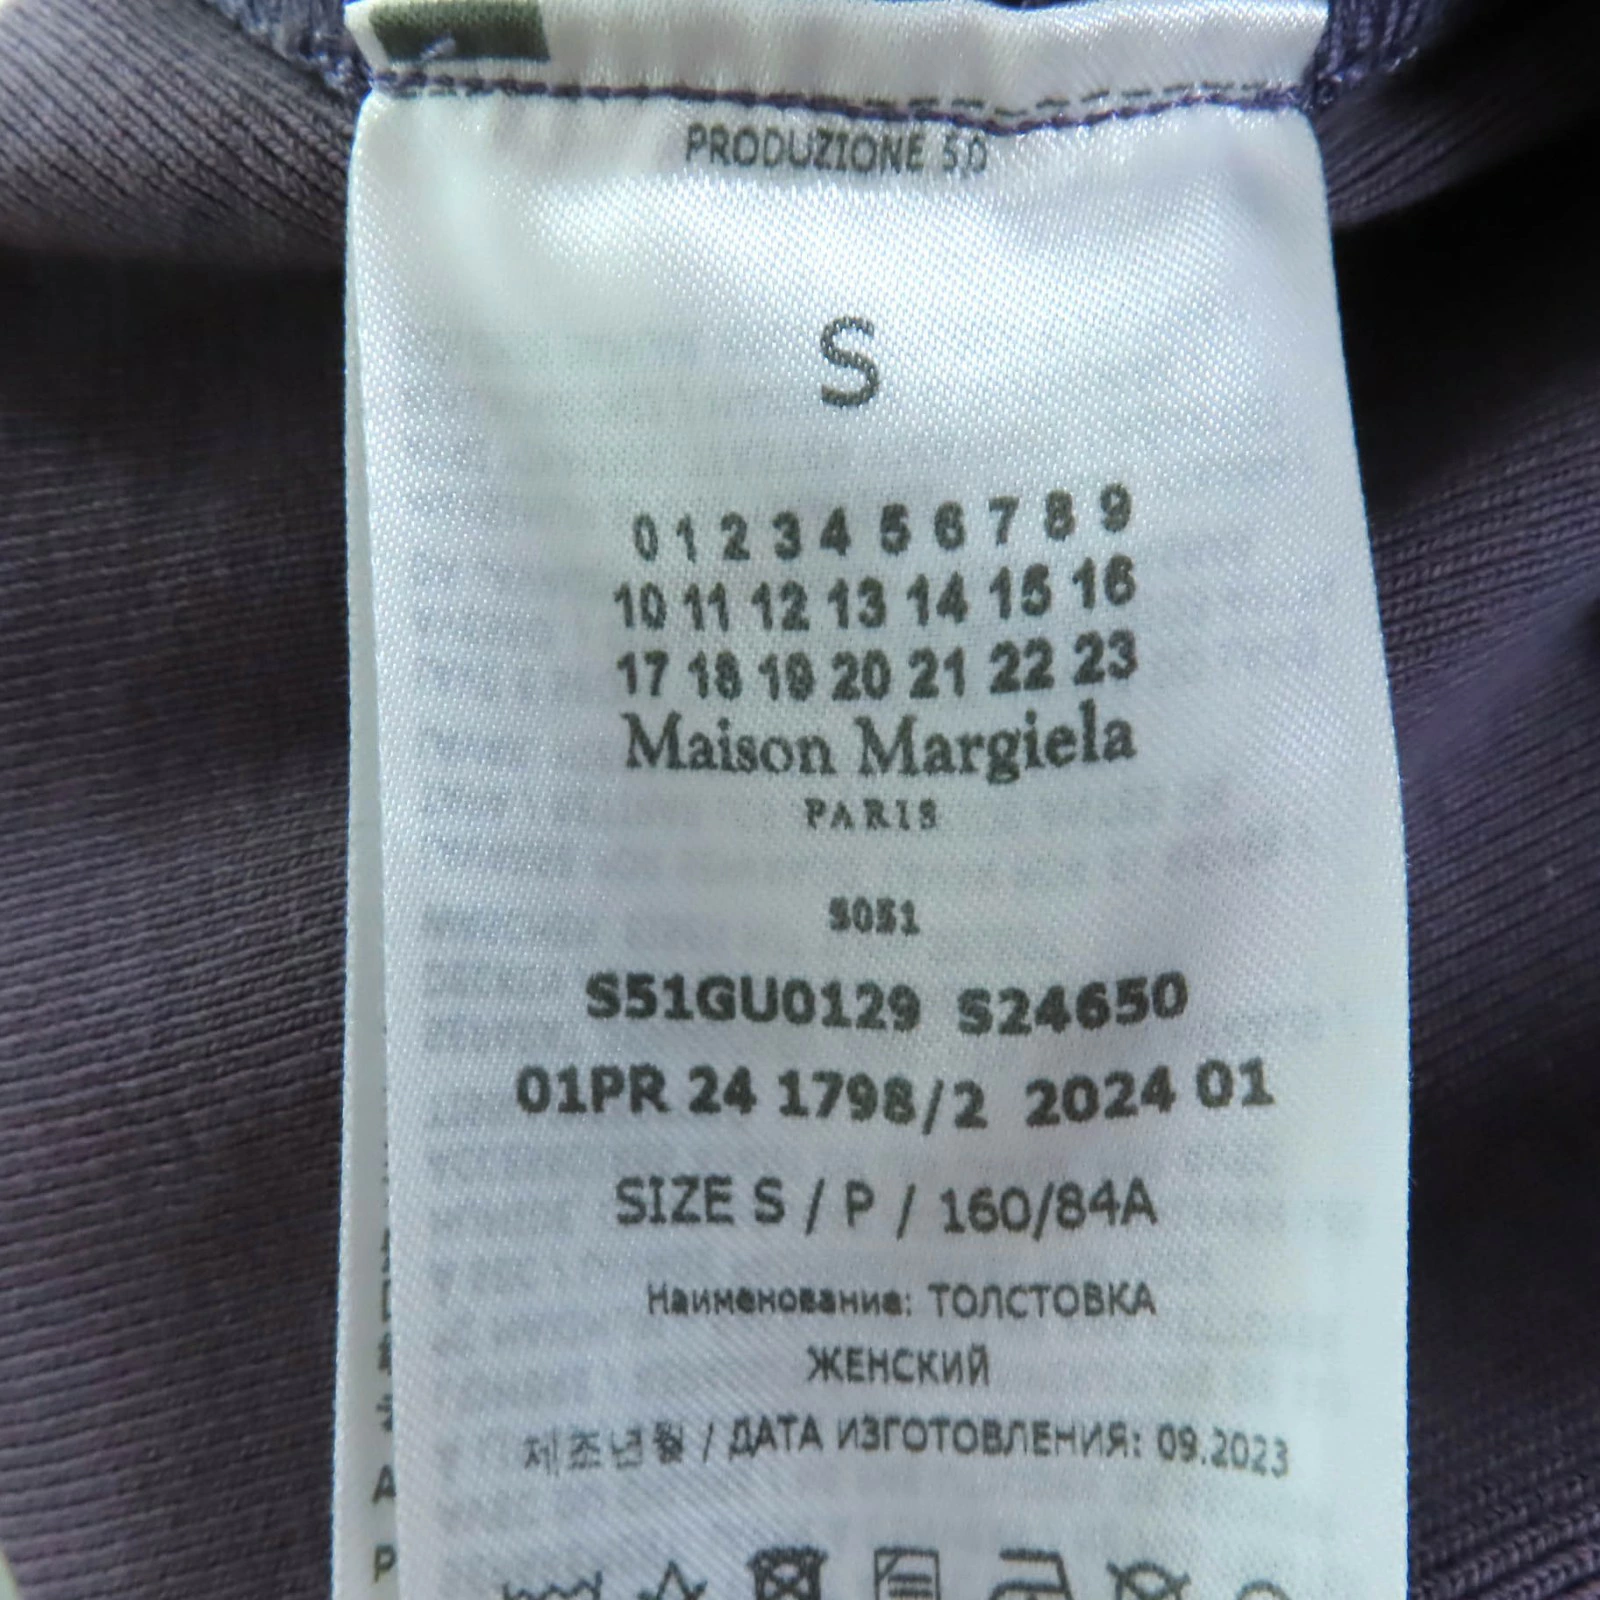 PRODUZIONE 5.0
S
0 1 2 3 4 5 6 7 8 9
10 11 12 13 14 15 16
17 18 19 20 21 22 23
Maison Margiela
PARIS
S051
S51GU0129 S24650
01PR 24 1798/2 2024 01
SIZE S / P / 160/84A
Наименование: ТОЛСТОВКА
ЖЕНСКИЙ
제조년월 / ДАТА ИЗГОТОВЛЕНИЯ: 09.2023
A
P